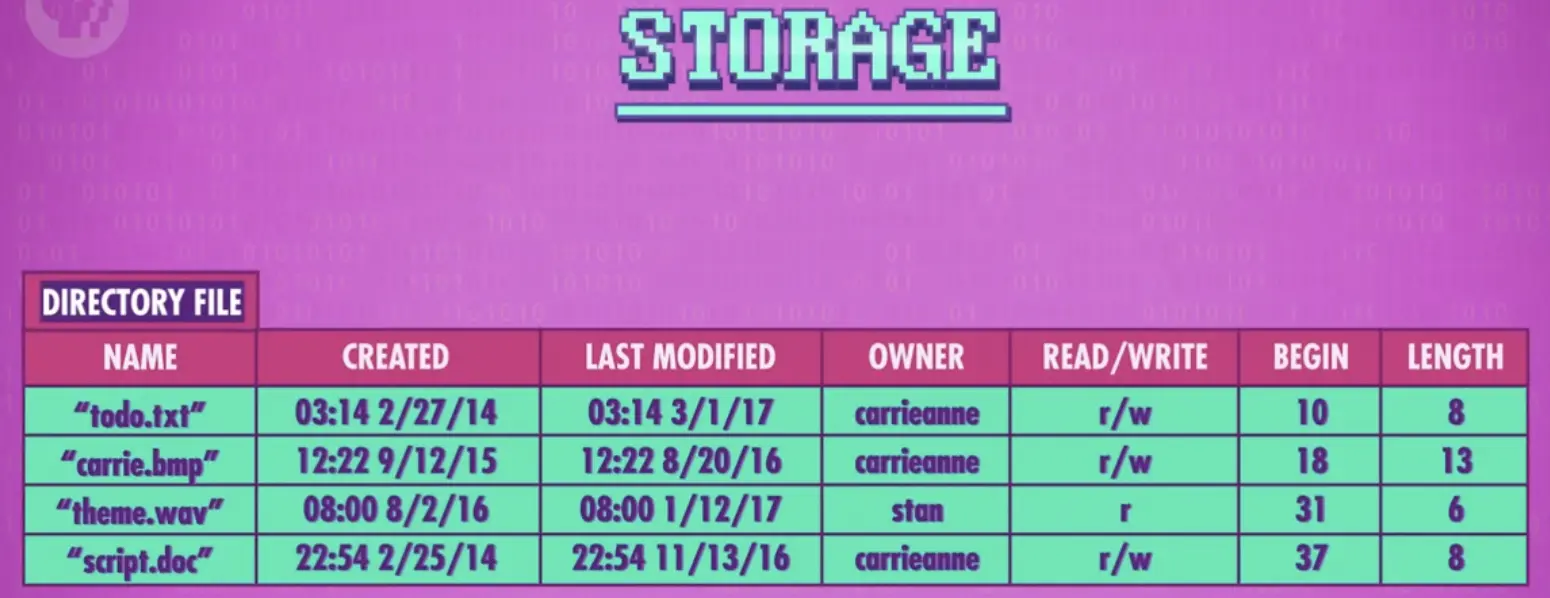 STORAGE
DIRECTORY FILE
NAME CREATED LAST MODIFIED OWNER READ/WRITE BEGIN LENGTH
“todo.txt” 03:14 2/27/14 03:14 3/1/17 carrieanne r/w 10 8
“carrie.bmp” 12:22 9/12/15 12:22 8/20/16 carrieanne r/w 18 13
“theme.wav” 08:00 8/2/16 08:00 1/12/17 stan r 31 6
“script.doc” 22:54 2/25/14 22:54 11/13/16 carrieanne r/w 37 8